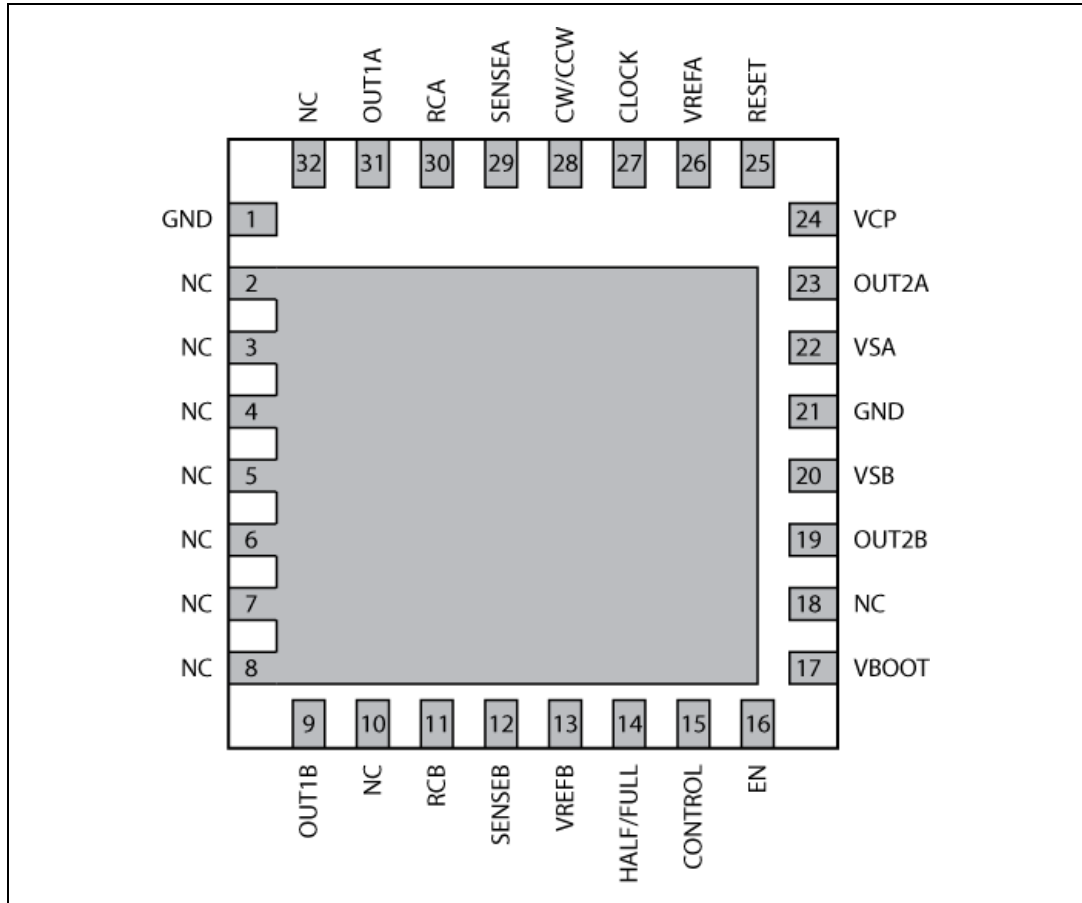 NC
OUT1A
RCA
SENSEA
CW/CCW
CLOCK
VREFA
RESET
32
31
30
29
28
27
26
25
GND 1
24 VCP
NC 2
23 OUT2A
NC 3
22 VSA
NC 4
21 GND
NC 5
20 VSB
NC 6
19 OUT2B
NC 7
18 NC
NC 8
17 VBOOT
9
10
11
12
13
14
15
16
OUT1B
NC
RCB
SENSEB
VREFB
HALF/FULL
CONTROL
EN